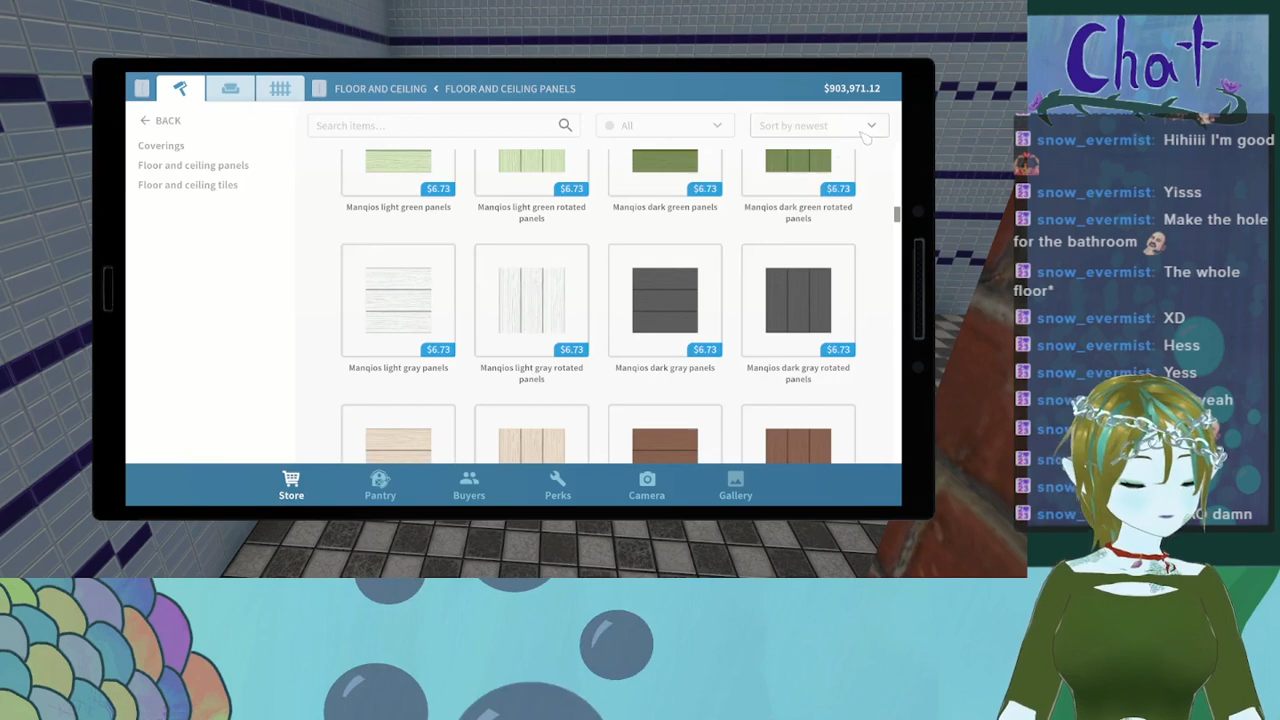 FLOOR AND CEILING < FLOOR AND CEILING PANELS
$903,971.12
BACK
Coverings
Floor and ceiling panels
Floor and ceiling tiles
Search items...
All
Sort by newest
$6.73
$6.73
$6.73
$6.73
Manqios light green panels
Manqios light green rotated
panels
Manqios dark green panels
Manqios dark green rotated
panels
$6.73
$6.73
$6.73
$6.73
Manqios light gray panels
Manqios light gray rotated
panels
Manqios dark gray panels
Manqios dark gray rotated
panels
Store
Pantry
Buyers
Perks
Camera
Gallery
Chat
snow_evermist: Hihiiii I'm good
snow_evermist: Yisss
snow_evermist: Make the hole
for the bathroom
snow_evermist: The whole
floor*
snow_evermist: XD
snow_evermist: Hess
snow_evermist: Yess
yeah
damn